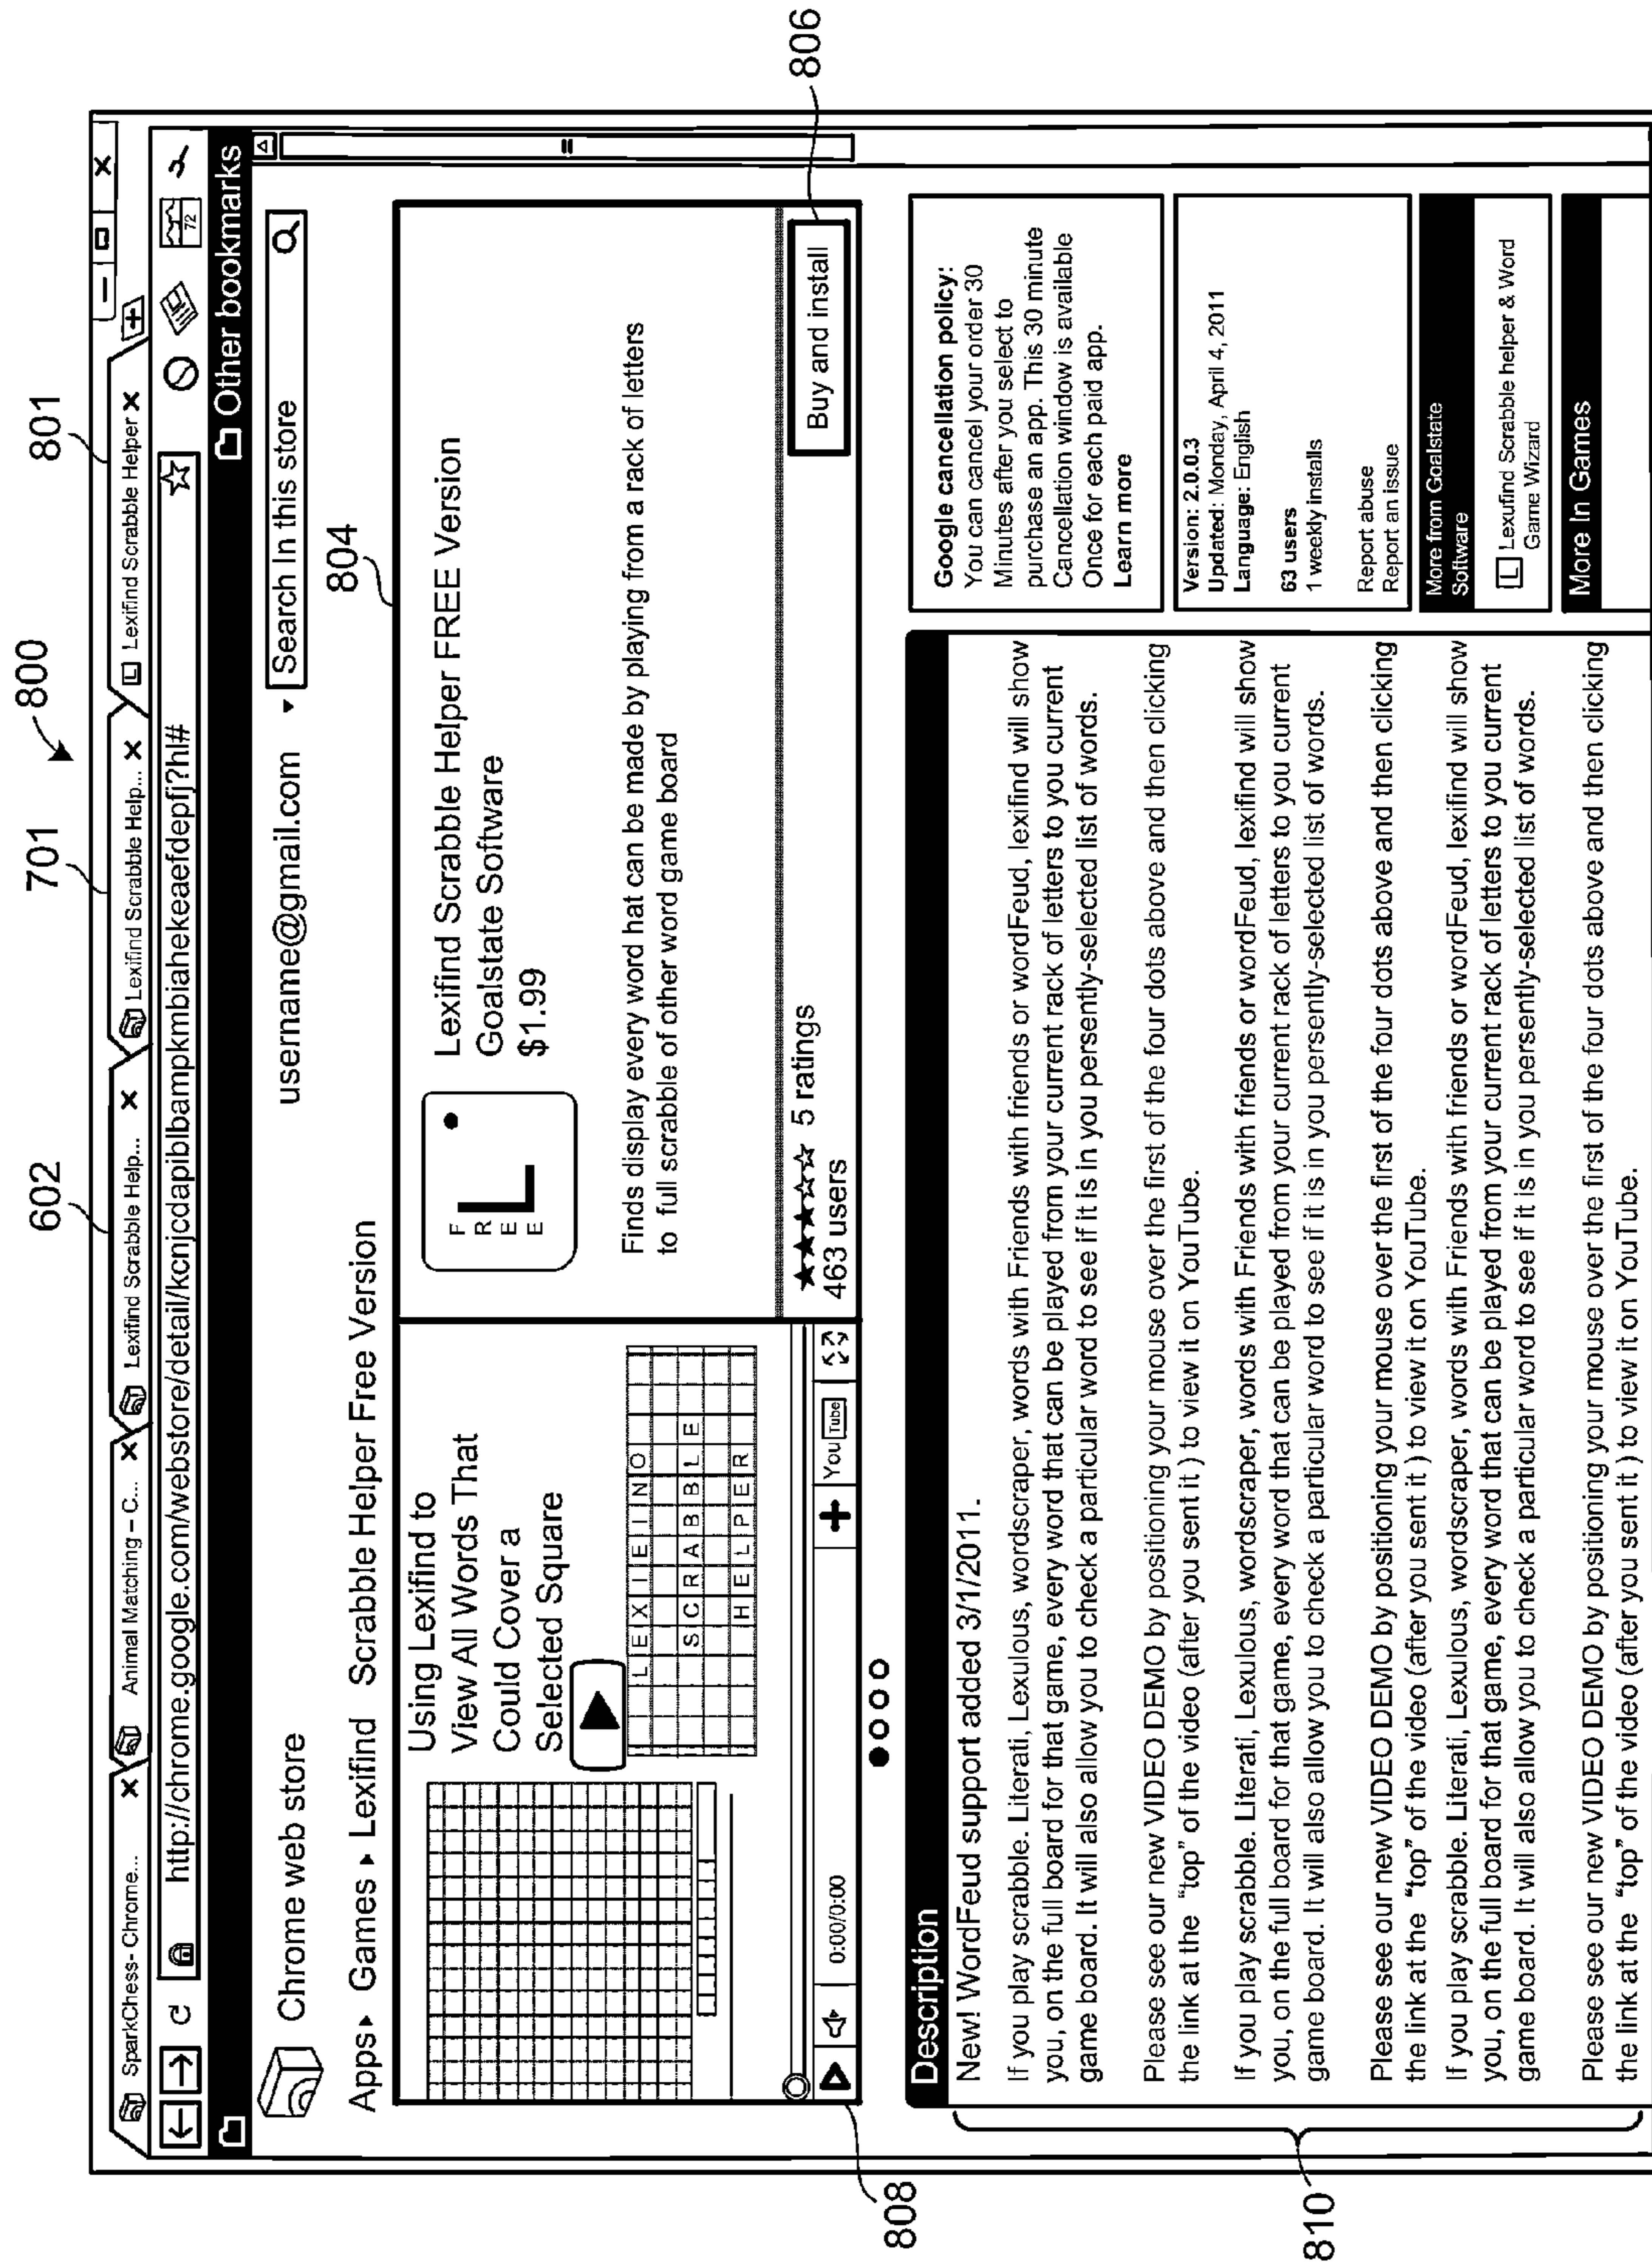 800
602
701
801
SparkChess- Chrome...
Animal Matching – C...
Lexifind Scrabble Help...
Lexifind Scrabble Help...
L Lexifind Scrabble Helper
http://chrome.google.com/webstore/detail/kcnjcdapiblbampkmbiahekeaefdepfj?hl#
72
Other bookmarks
Chrome web store
username@gmail.com
Search In this store
Apps▸ Games ▸ Lexifind Scrabble Helper Free Version
804
Using Lexifind to
View All Words That
Could Cover a
Selected Square
LEXIEINO
SCRABBLE
HELPER
0:00/0:00
You Tube
808
FREE
L
Lexifind Scrabble Helper FREE Version
Goalstate Software
$1.99
Finds display every word hat can be made by playing from a rack of letters
to full scrabble of other word game board
5 ratings
463 users
Buy and install
806
Description
New! WordFeud support added 3/1/2011.
If you play scrabble. Literati, Lexulous, wordscraper, words with Friends with friends or wordFeud, lexifind will show
you, on the full board for that game, every word that can be played from your current rack of letters to you current
game board. It will also allow you to check a particular word to see if it is in you persently-selected list of words.
Please see our new VIDEO DEMO by positioning your mouse over the first of the four dots above and then clicking
the link at the "top" of the video (after you sent it ) to view it on YouTube.
If you play scrabble. Literati, Lexulous, wordscraper, words with Friends with friends or wordFeud, lexifind will show
you, on the full board for that game, every word that can be played from your current rack of letters to you current
game board. It will also allow you to check a particular word to see if it is in you persently-selected list of words.
Please see our new VIDEO DEMO by positioning your mouse over the first of the four dots above and then clicking
the link at the "top" of the video (after you sent it ) to view it on YouTube.
If you play scrabble. Literati, Lexulous, wordscraper, words with Friends with friends or wordFeud, lexifind will show
you, on the full board for that game, every word that can be played from your current rack of letters to you current
game board. It will also allow you to check a particular word to see if it is in you persently-selected list of words.
Please see our new VIDEO DEMO by positioning your mouse over the first of the four dots above and then clicking
the link at the "top" of the video (after you sent it ) to view it on YouTube.
810
Google cancellation policy:
You can cancel your order 30
Minutes after you select to
purchase an app. This 30 minute
Cancellation window is available
Once for each paid app.
Learn more
Version: 2.0.0.3
Updated: Monday, April 4, 2011
Language: English
63 users
1 weekly installs
Report abuse
Report an issue
More from Goalstate
Software
L Lexufind Scrabble helper & Word
Game Wizard
More In Games